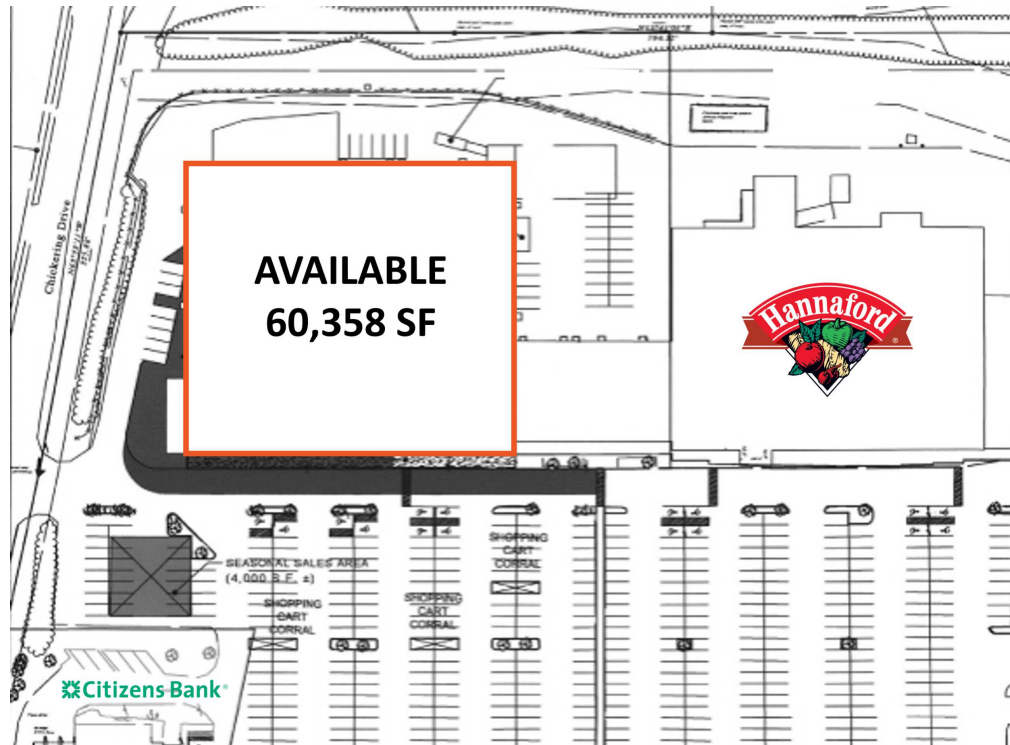 Chickering Drive
AVAILABLE
60,358 SF
Hannaford
®
SEASONAL SALES AREA
(4,000 S.F. ±)
SHOPPING
CART
CORRAL
SHOPPING
CART
CORRAL
SHOPPING
CART
CORRAL
Citizens Bank®